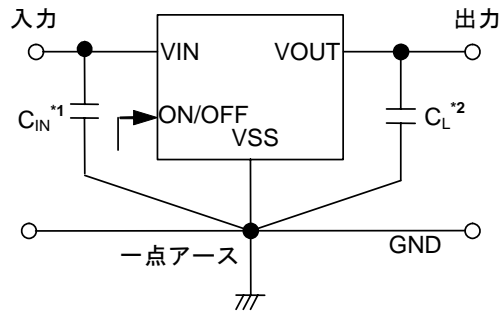 入力
出力
VIN
VOUT
C_IN*1
ON/OFF
C_L*2
VSS
一点アース
GND